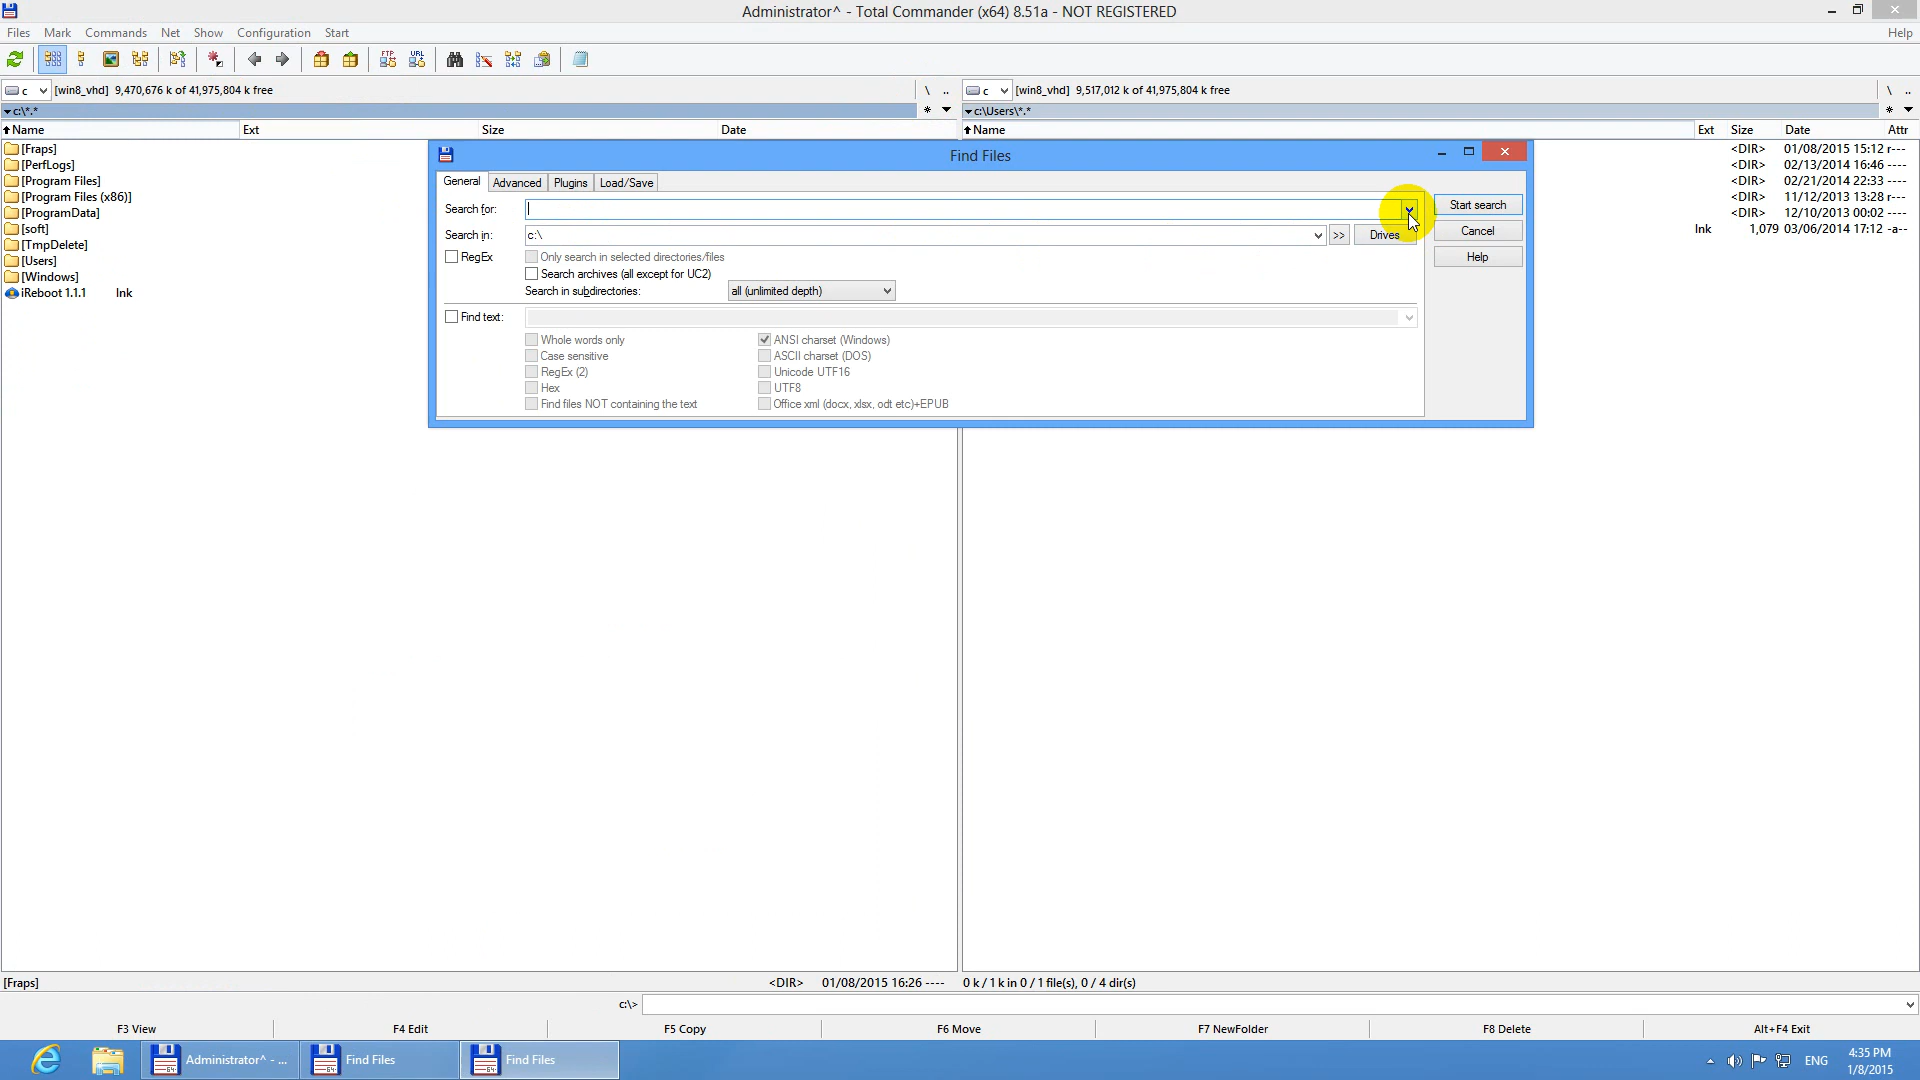 Administrator^ - Total Commander (x64) 8.51a - NOT REGISTERED
Files Mark Commands Net Show Configuration Start Help
FTP URL
c [win8_vhd] 9,470,676 k of 41,975,804 k free \ .. c [win8_vhd] 9,517,012 k of 41,975,804 k free \ ..
c:\*.* * c:\Users\*.* *
Name Ext Size Date Name Ext Size Date Attr
[Fraps] <DIR> 01/08/2015 15:12 r---
[PerfLogs] <DIR> 02/13/2014 16:46 ----
[Program Files] <DIR> 02/21/2014 22:33 ----
[Program Files (x86)] <DIR> 11/12/2013 13:28 r---
[ProgramData] <DIR> 12/10/2013 00:02 ----
[soft] lnk 1,079 03/06/2014 17:12 -a--
[TmpDelete]
[Users]
[Windows]
iReboot 1.1.1 lnk
Find Files
General Advanced Plugins Load/Save
Search for: Start search
Search in: c:\ >> Drives Cancel
RegEx Only search in selected directories/files Help
Search archives (all except for UC2)
Search in subdirectories: all (unlimited depth)
Find text:
Whole words only ANSI charset (Windows)
Case sensitive ASCII charset (DOS)
RegEx (2) Unicode UTF16
Hex UTF8
Find files NOT containing the text Office xml (docx, xlsx, odt etc)+EPUB
[Fraps] <DIR> 01/08/2015 16:26 ---- 0 k / 1 k in 0 / 1 file(s), 0 / 4 dir(s)
c:\>
F3 View F4 Edit F5 Copy F6 Move F7 NewFolder F8 Delete Alt+F4 Exit
Administrator^ - ... Find Files Find Files ENG 4:35 PM
1/8/2015